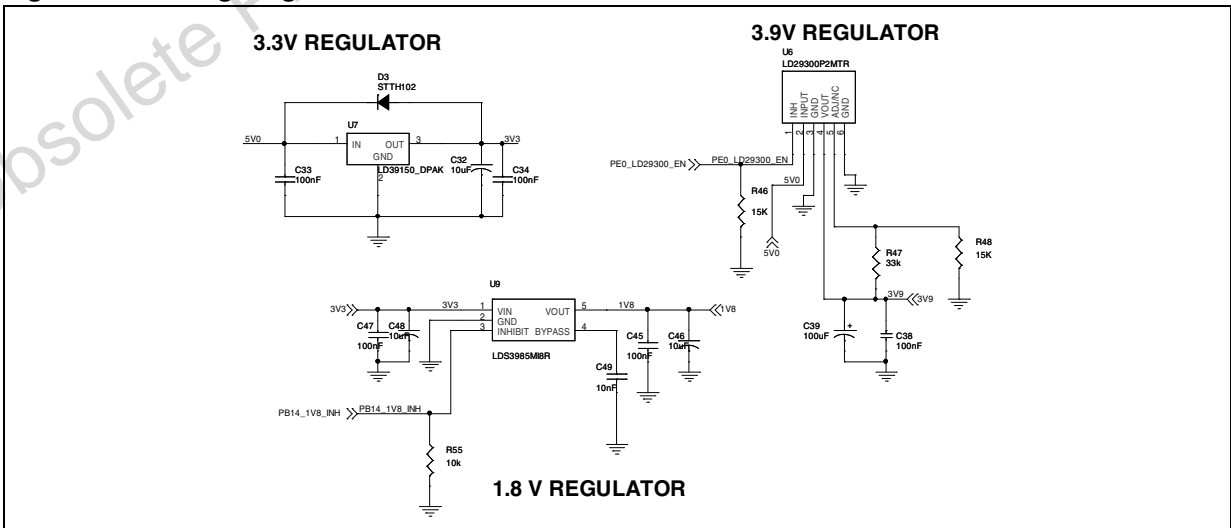 3.3V REGULATOR
D3
STTH102
U7
5V0
1
IN
OUT
3
3V3
GND
2
LD39150_DPAK
C33
100nF
C32
10uF
C34
100nF
3.9V REGULATOR
U6
LD29300P2MTR
INH
INPUT
GND
VOUT
ADJ/NC
GND
1
2
3
4
5
6
PE0_LD29300_EN
PE0_LD29300_EN
5V0
R46
15K
5V0
R47
33k
R48
15K
3V9
3V9
C39
100uF
+
C38
100nF
U9
3V3
3V3
1
VIN
VOUT
5
1V8
1V8
2
GND
3
INHIBIT
BYPASS
4
LDS3985MI8R
C47
100nF
C48
10uF
C45
100nF
C46
10uF
C49
10nF
PB14_1V8_INH
PB14_1V8_INH
R55
10k
1.8 V REGULATOR